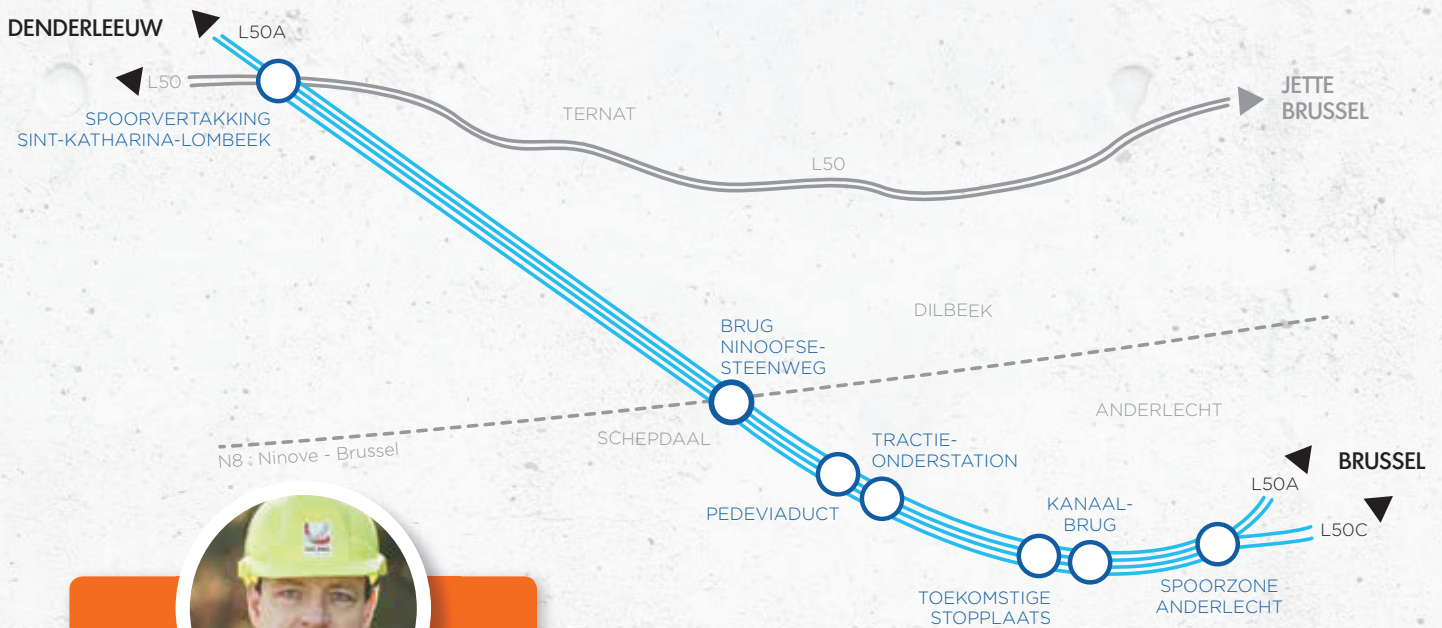 DENDERLEEUW
L50A
L50
SPOORVERTAKKING
SINT-KATHARINA-LOMBEEK
TERNAT
L50
JETTE
BRUSSEL
DILBEEK
BRUG
NINOOFSE-
STEENWEG
ANDERLECHT
SCHEPDAAL
N8 : Ninove - Brussel
TRACTIE-
ONDERSTATION
PEDEVIADUCT
KANAAL-
BRUG
BRUSSEL
L50A
L50C
TOEKOMSTIGE
STOPPLAATS
SPOORZONE
ANDERLECHT